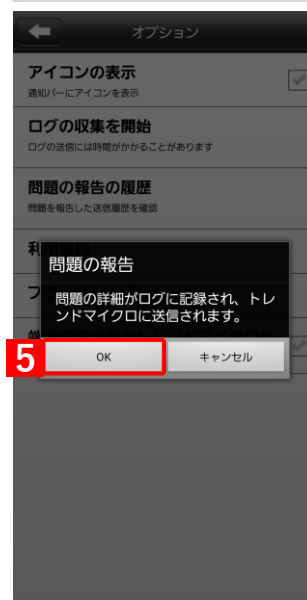 オプション
アイコンの表示
通知バーにアイコンを表示
ログの収集を開始
ログの送信には時間がかかることがあります
問題の報告の履歴
問題を報告した送信履歴を確認
問題の報告
問題の詳細がログに記録され、トレ
ンドマイクロに送信されます。
5
OK
キャンセル